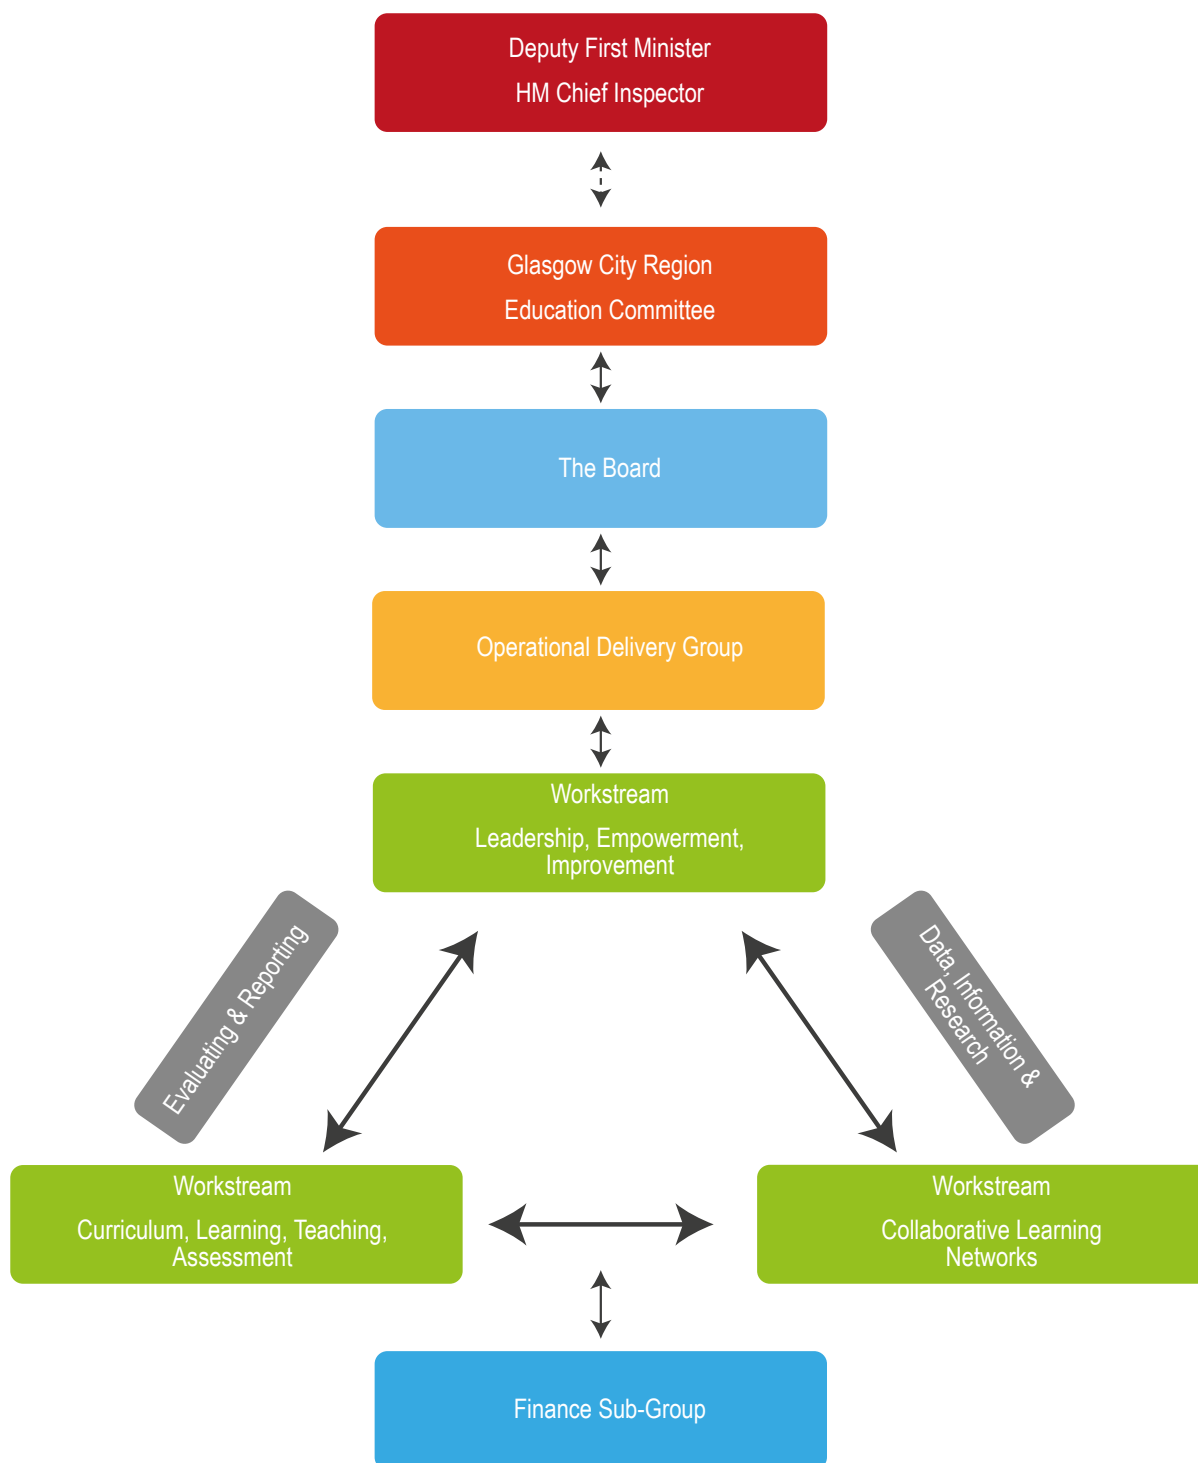 Deputy First Minister
HM Chief Inspector
Glasgow City Region
Education Committee
The Board
Operational Delivery Group
Workstream
Leadership, Empowerment,
Improvement
Evaluating & Reporting
Data, Information &
Research
Workstream
Curriculum, Learning, Teaching,
Assessment
Workstream
Collaborative Learning
Networks
Finance Sub-Group